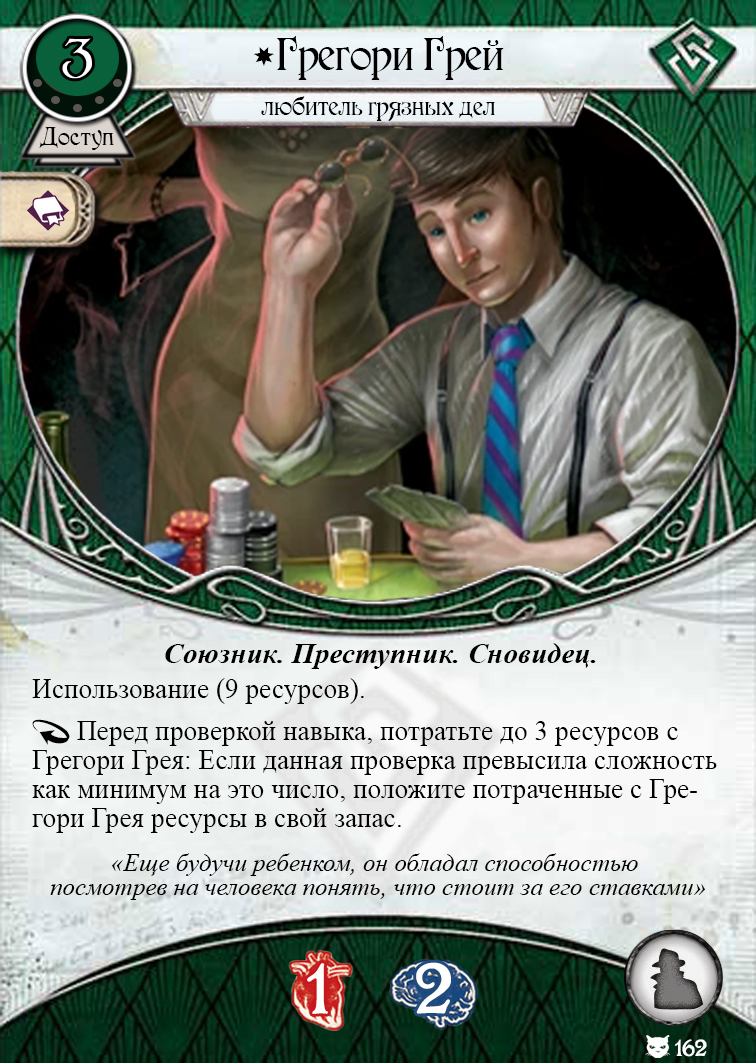 3
Грегори Грей
любитель грязных дел
Доступ
Союзник. Преступник. Сновидец.
Использование (9 ресурсов).
Перед проверкой навыка, потратьте до 3 ресурсов с
Грегори Грея: Если данная проверка превысила сложность
как минимум на это число, положите потраченные с Гре-
гори Грея ресурсы в свой запас.
«Еще будучи ребенком, он обладал способностью
посмотрев на человека понять, что стоит за его ставками»
1 2
162